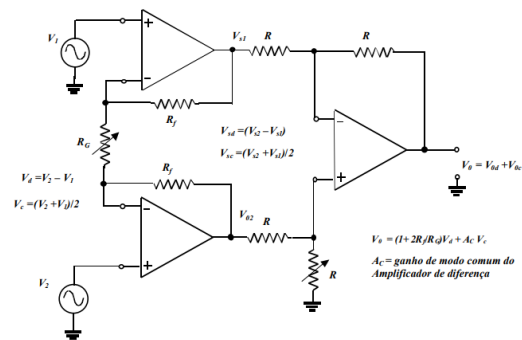 V1
+
−
Vs1
R
R
Rf
RG
Vsd=(Vs2 − Vs1)
Vsc=(Vs2 +Vs1)/2
−
+
V0 = V0d +V0c
Vd = V2 − V1
Vc =(V2 + V1)/2
Rf
−
+
V02
R
R
V2
V0 = (1+ 2Rf/RG)Vd + AC Vc
AC = ganho de modo comum do
Amplificador de diferença